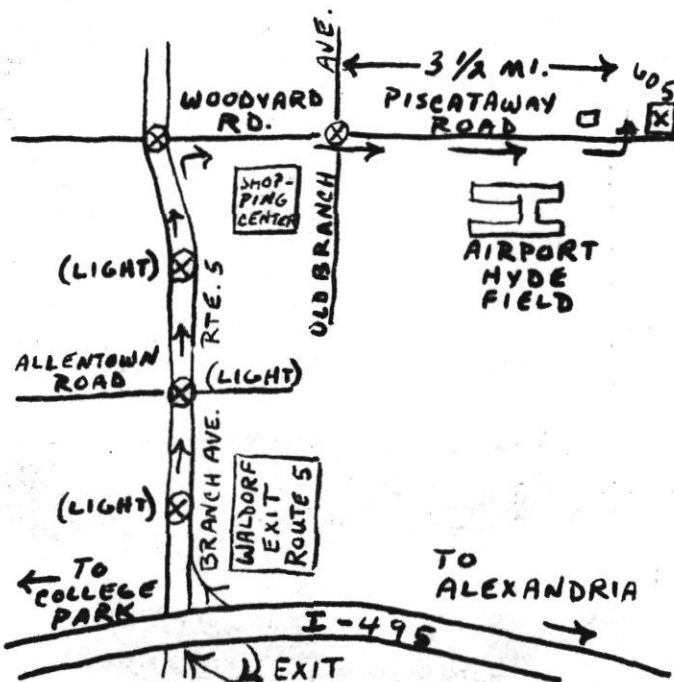 AVE.
3 1/2 MI.
605
WOODYARD
RD.
PISCATAWAY
ROAD
SHOP-
PING
CENTER
OLD BRANCH
AIRPORT
HYDE
FIELD
(LIGHT)
RTE. 5
ALLENTOWN
ROAD
(LIGHT)
BRANCH AVE.
WALDORF
EXIT
ROUTE 5
(LIGHT)
TO
COLLEGE
PARK
TO
ALEXANDRIA
I-495
EXIT